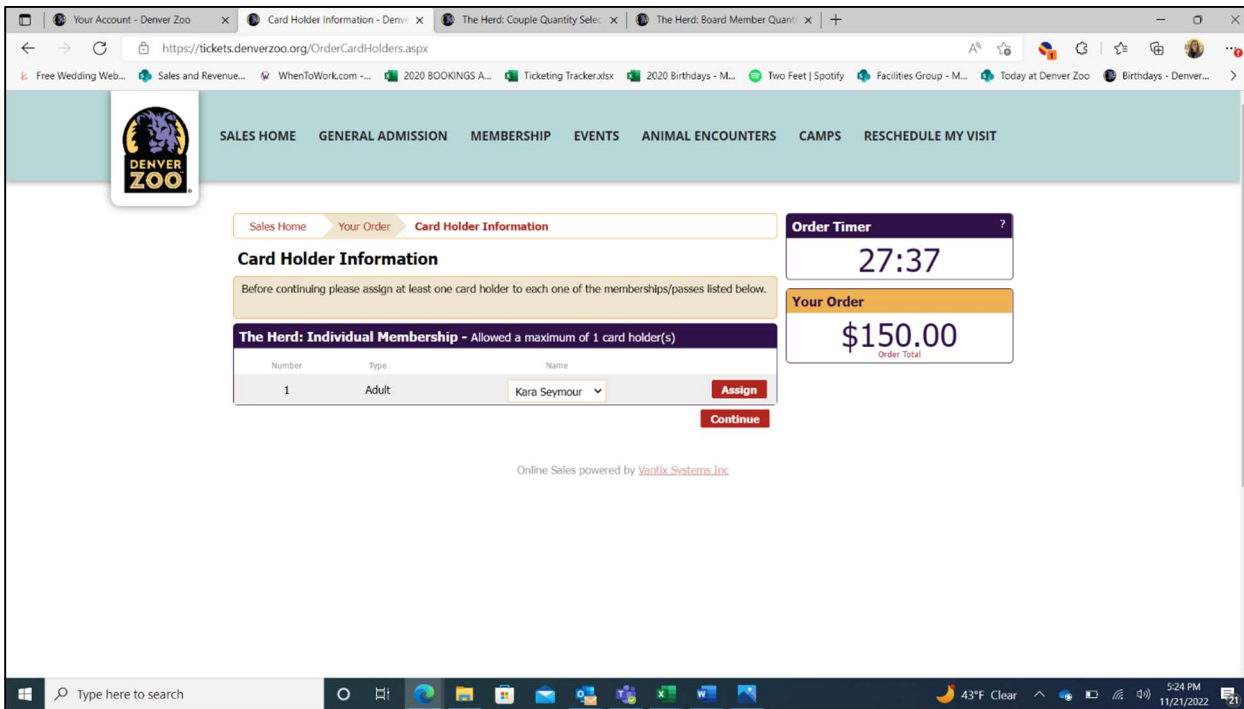 Your Account - Denver Zoo
Card Holder Information - Denv
The Herd: Couple Quantity Selec
The Herd: Board Member Quant
https://tickets.denverzoo.org/OrderCardHolders.aspx
Free Wedding Web... Sales and Revenue... WhenToWork.com -... 2020 BOOKINGS A... Ticketing Tracker.xlsx 2020 Birthdays - M... Two Feet | Spotify Facilities Group - M... Today at Denver Zoo Birthdays - Denver...
DENVER
ZOO
SALES HOME GENERAL ADMISSION MEMBERSHIP EVENTS ANIMAL ENCOUNTERS CAMPS RESCHEDULE MY VISIT
Sales Home Your Order Card Holder Information
Card Holder Information
Before continuing please assign at least one card holder to each one of the memberships/passes listed below.
The Herd: Individual Membership - Allowed a maximum of 1 card holder(s)
Number Type Name
1 Adult Kara Seymour Assign
Continue
Order Timer ?
27:37
Your Order
$150.00
Order Total
Online Sales powered by Vantix Systems Inc
Type here to search
43°F Clear
5:24 PM
11/21/2022
21